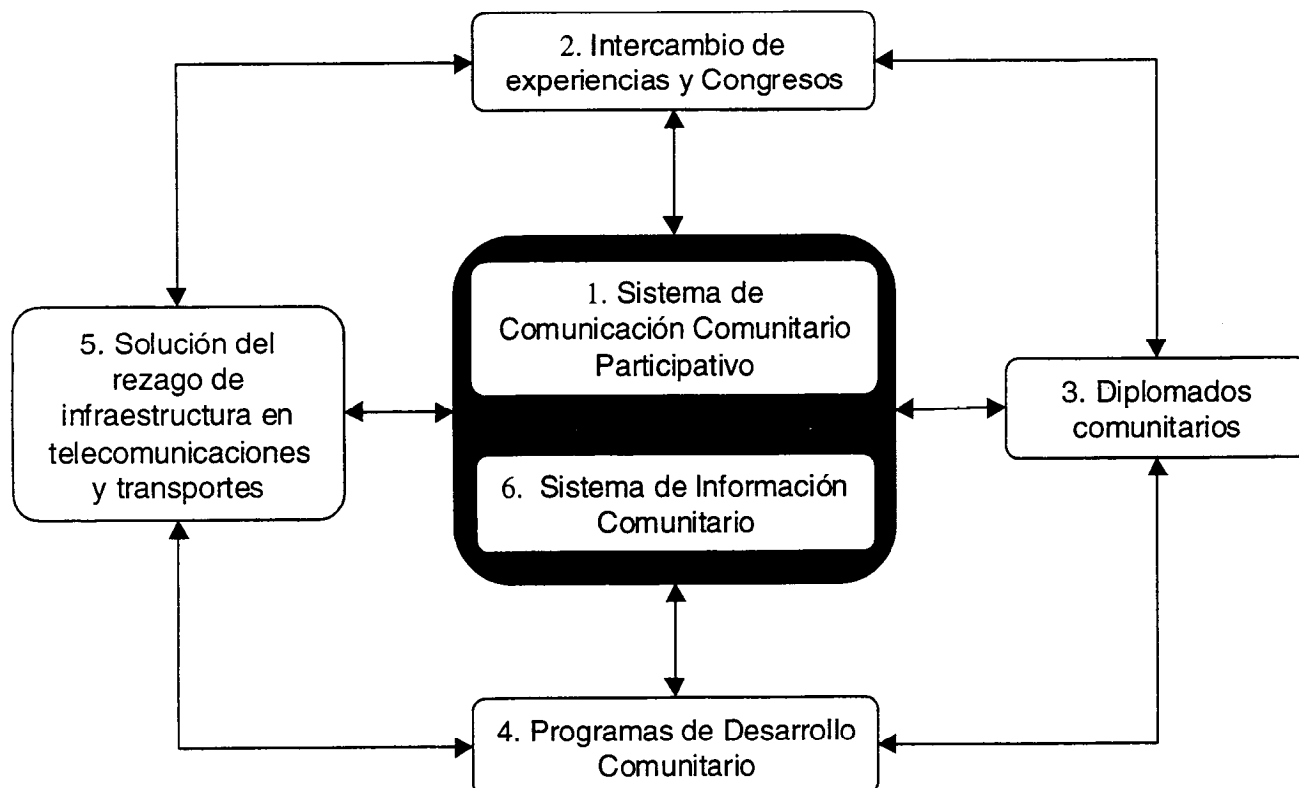 2. Intercambio de
experiencias y Congresos
1. Sistema de
Comunicación Comunitario
Participativo
5. Solución del
rezago de
infraestructura en
telecomunicaciones
y transportes
3. Diplomados
comunitarios
6. Sistema de Información
Comunitario
4. Programas de Desarrollo
Comunitario